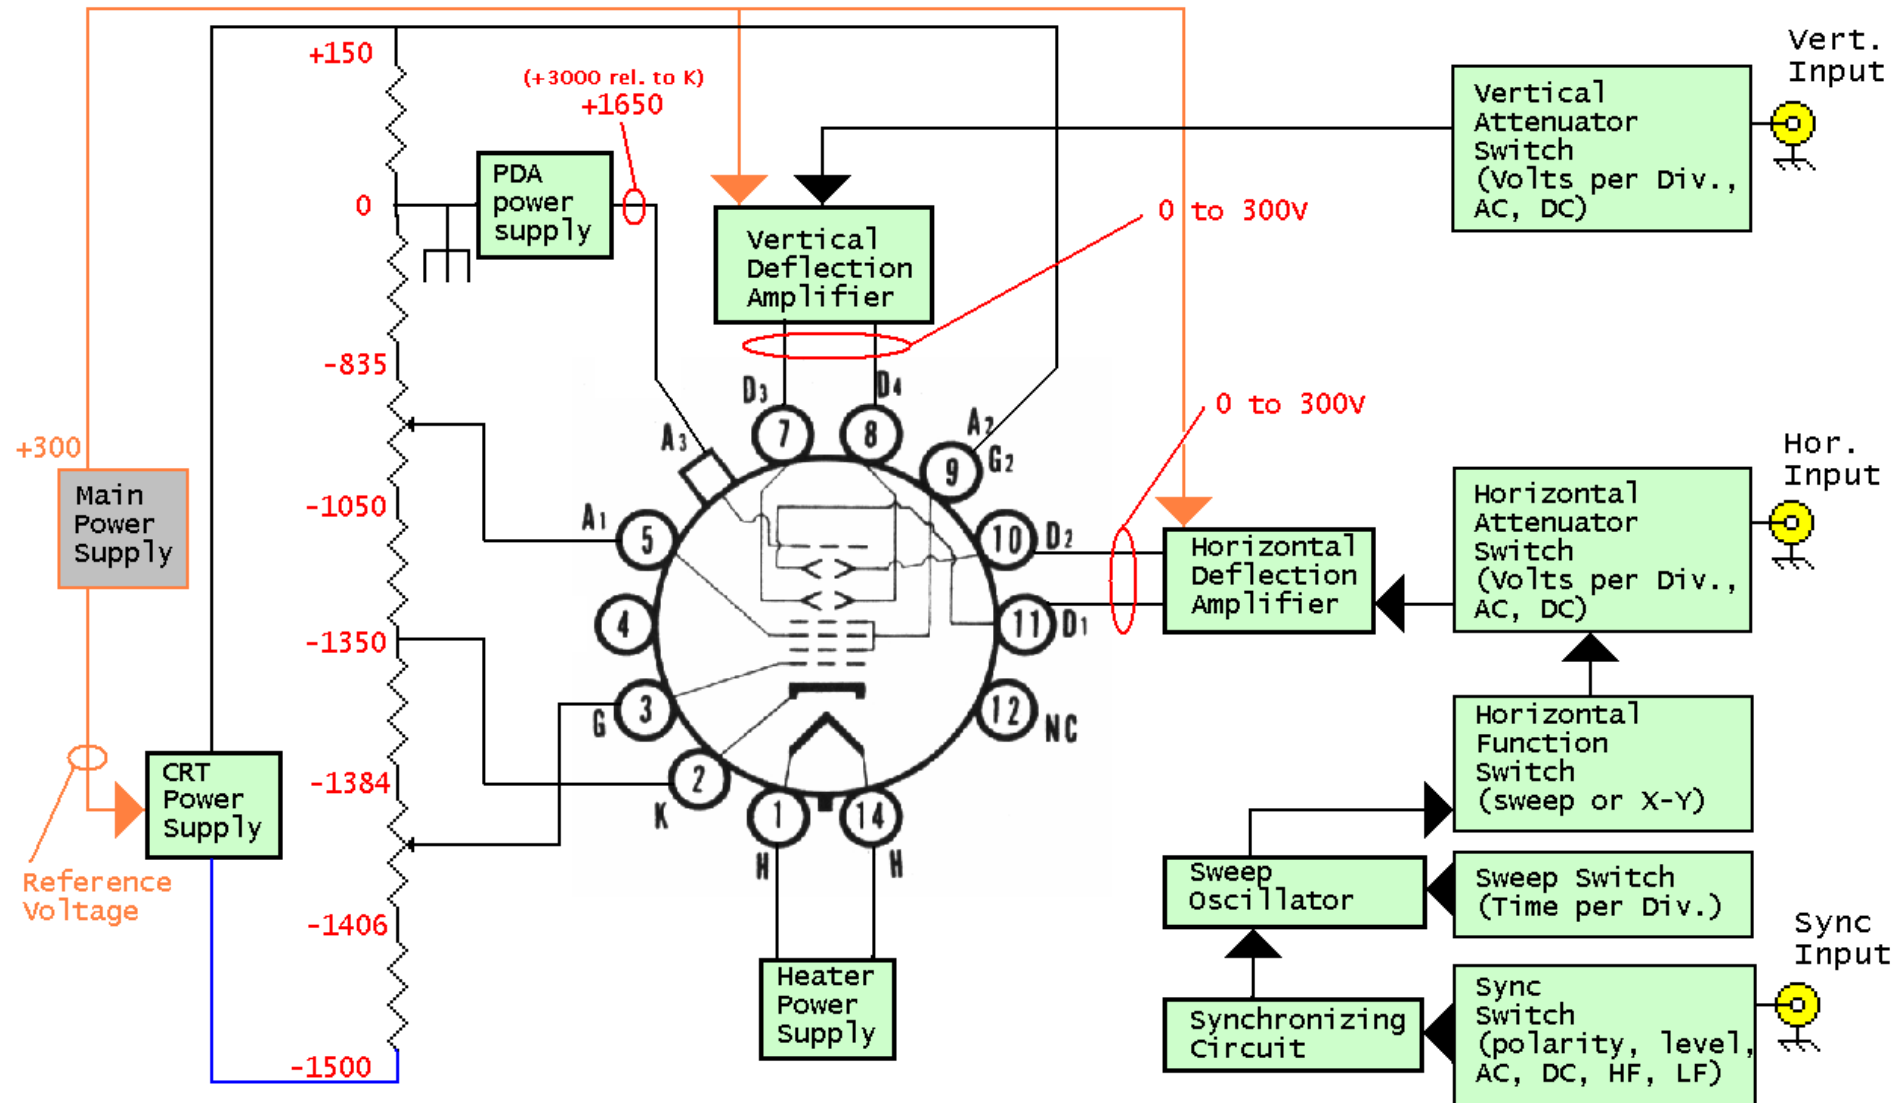 +150
(+3000 rel. to K)
+1650
PDA
power
supply
0
-835
+300
Main
Power
Supply
-1050
-1350
-1384
CRT
Power
Supply
Reference
Voltage
-1406
-1500
Vertical
Deflection
Amplifier
0 to 300V
Vert.
Input
Vertical
Attenuator
Switch
(Volts per Div.,
AC, DC)
D3
D4
A3
7
8
A2
9
G2
A1
5
10
D2
4
11
D1
G
3
12
NC
K
2
1
14
H
H
Heater
Power
Supply
0 to 300V
Horizontal
Deflection
Amplifier
Hor.
Input
Horizontal
Attenuator
Switch
(Volts per Div.,
AC, DC)
Horizontal
Function
Switch
(sweep or X-Y)
Sweep
Oscillator
Sweep Switch
(Time per Div.)
Sync
Input
Synchronizing
Circuit
Sync
Switch
(polarity, level,
AC, DC, HF, LF)